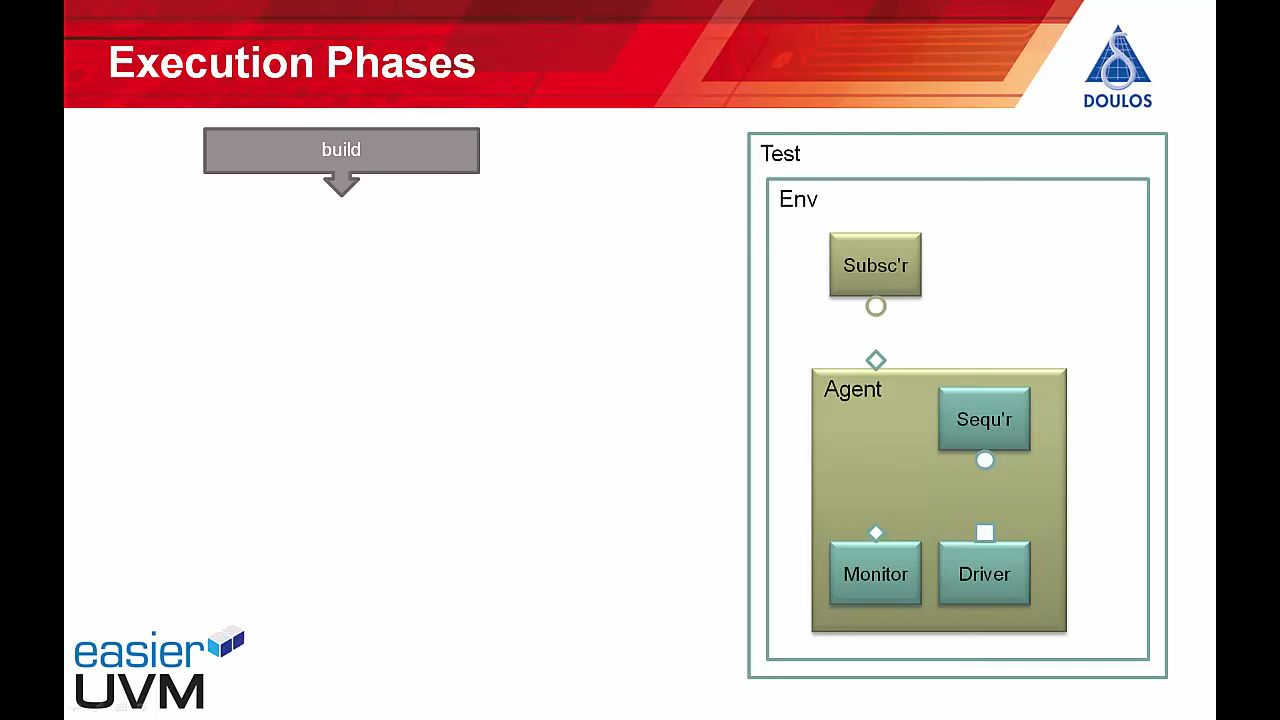 Execution Phases
DOULOS
build
Test
Env
Subsc'r
Agent
Sequ'r
Monitor
Driver
easier
UVM